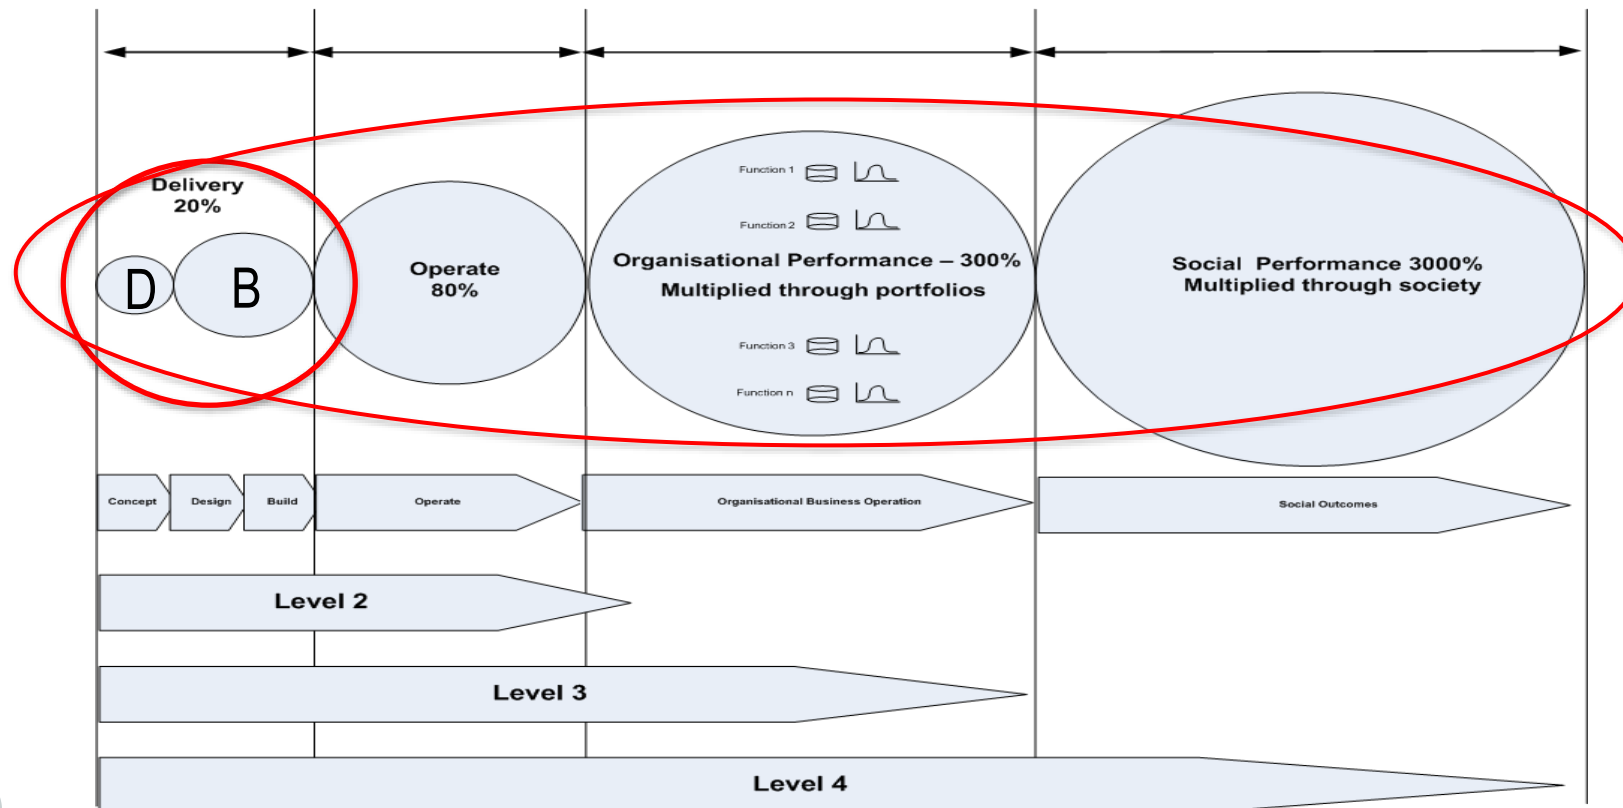 Delivery
20%
D
B
Operate
80%
Function 1
Function 2
Organisational Performance – 300%
Multiplied through portfolios
Function 3
Function n
Social Performance 3000%
Multiplied through society
Concept
Design
Build
Operate
Organisational Business Operation
Social Outcomes
Level 2
Level 3
Level 4